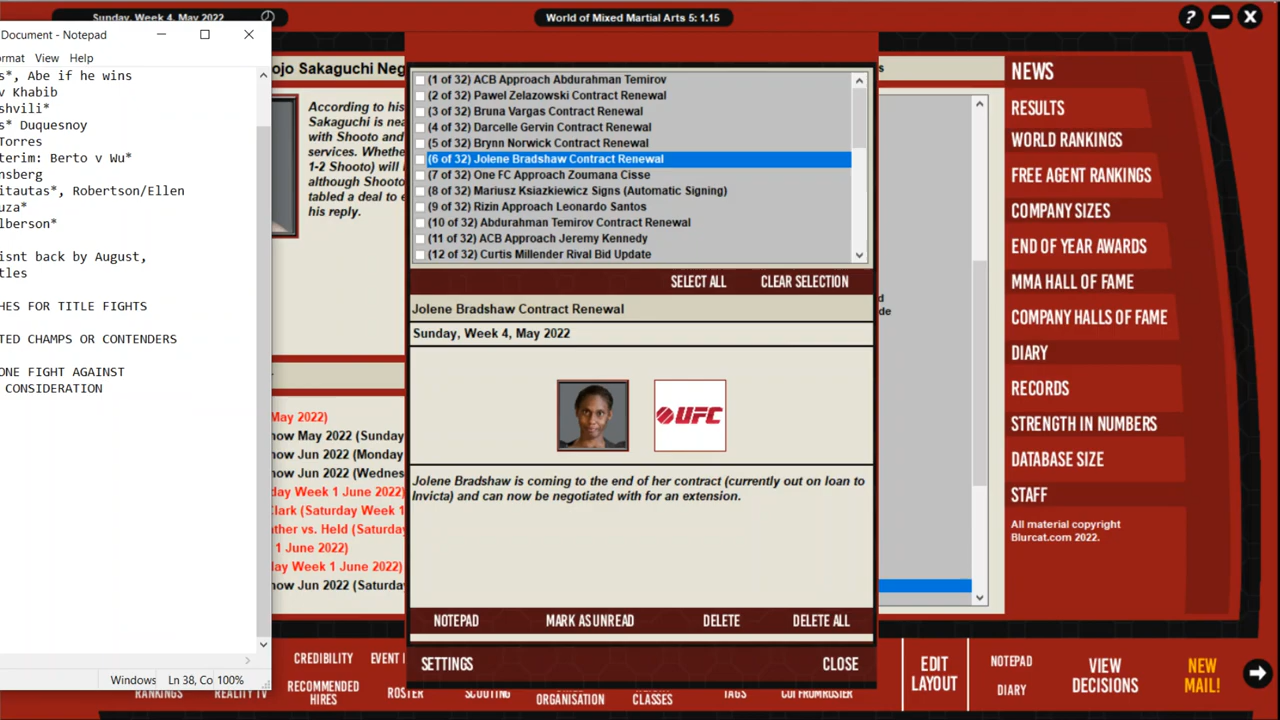 Sunday, Week 4, May 2022
World of Mixed Martial Arts 5: 1.15
Document - Notepad
ormat View Help
s*, Abe if he wins
v Khabib
shvili*
s* Duquesnoy
Torres
terim: Berto v Wu*
nsberg
itautas*, Robertson/Ellen
uza*
lberson*
isnt back by August,
tles
HES FOR TITLE FIGHTS
TED CHAMPS OR CONTENDERS
ONE FIGHT AGAINST
CONSIDERATION
Windows Ln 38, Co 100%
ojo Sakaguchi Neg
According to his
Sakaguchi is nea
with Shooto and
services. Whethe
1-2 Shooto) will
although Shooto
tabled a deal to e
his reply.
May 2022)
now May 2022 (Sunday
now Jun 2022 (Monday
now Jun 2022 (Wednes
day Week 1 June 2022)
lark (Saturday Week 1
ather vs. Held (Saturda
1 June 2022)
lay Week 1 June 2022)
now Jun 2022 (Saturda
(1 of 32) ACB Approach Abdurahman Temirov
(2 of 32) Pawel Zelazowski Contract Renewal
(3 of 32) Bruna Vargas Contract Renewal
(4 of 32) Darcelle Gervin Contract Renewal
(5 of 32) Brynn Norwick Contract Renewal
(6 of 32) Jolene Bradshaw Contract Renewal
(7 of 32) One FC Approach Zoumana Cisse
(8 of 32) Mariusz Ksiazkiewicz Signs (Automatic Signing)
(9 of 32) Rizin Approach Leonardo Santos
(10 of 32) Abdurahman Temirov Contract Renewal
(11 of 32) ACB Approach Jeremy Kennedy
(12 of 32) Curtis Millender Rival Bid Update
SELECT ALL CLEAR SELECTION
Jolene Bradshaw Contract Renewal
Sunday, Week 4, May 2022
UFC
Jolene Bradshaw is coming to the end of her contract (currently out on loan to
Invicta) and can now be negotiated with for an extension.
NOTEPAD MARK AS UNREAD DELETE DELETE ALL
SETTINGS CLOSE
s
d
de
NEWS
RESULTS
WORLD RANKINGS
FREE AGENT RANKINGS
COMPANY SIZES
END OF YEAR AWARDS
MMA HALL OF FAME
COMPANY HALLS OF FAME
DIARY
RECORDS
STRENGTH IN NUMBERS
DATABASE SIZE
STAFF
All material copyright
Blurcat.com 2022.
CREDIBILITY EVENT
RANKINGS REALITY TV
RECOMMENDED
HIRES
ROSTER SCOUTING
ORGANISATION
CLASSES
TAGS
EDIT
LAYOUT
NOTEPAD
DIARY
VIEW
DECISIONS
NEW
MAIL!